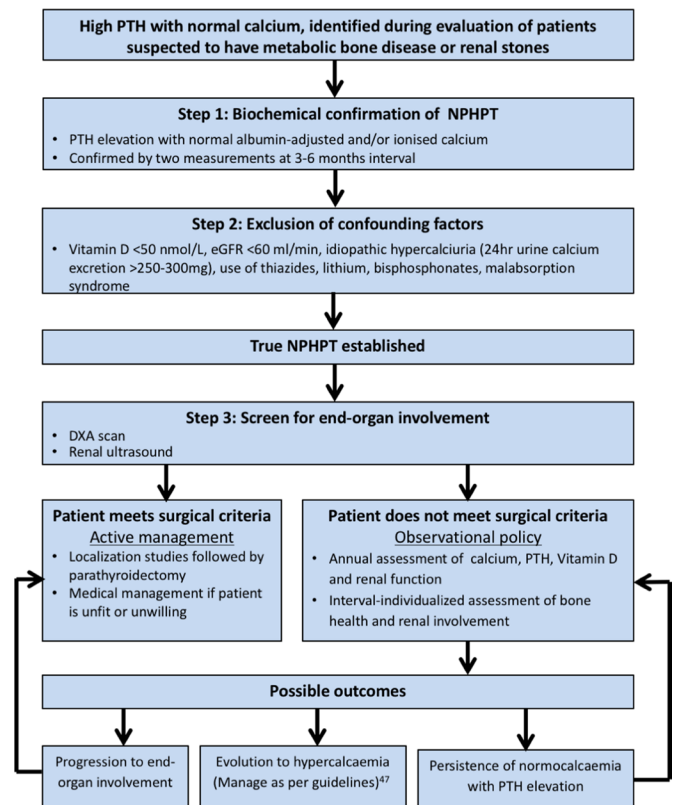 High PTH with normal calcium, identified during evaluation of patients
suspected to have metabolic bone disease or renal stones
Step 1: Biochemical confirmation of NPHPT
• PTH elevation with normal albumin-adjusted and/or ionised calcium
• Confirmed by two measurements at 3-6 months interval
Step 2: Exclusion of confounding factors
• Vitamin D <50 nmol/L, eGFR <60 ml/min, idiopathic hypercalciuria (24hr urine calcium
excretion >250-300mg), use of thiazides, lithium, bisphosphonates, malabsorption
syndrome
True NPHPT established
Step 3: Screen for end-organ involvement
• DXA scan
• Renal ultrasound
Patient meets surgical criteria
Active management
• Localization studies followed by
parathyroidectomy
• Medical management if patient
is unfit or unwilling
Patient does not meet surgical criteria
Observational policy
• Annual assessment of calcium, PTH, Vitamin D
and renal function
• Interval-individualized assessment of bone
health and renal involvement
Possible outcomes
Progression to end-
organ involvement
Evolution to hypercalcaemia
(Manage as per guidelines)⁴⁷
Persistence of normocalcaemia
with PTH elevation